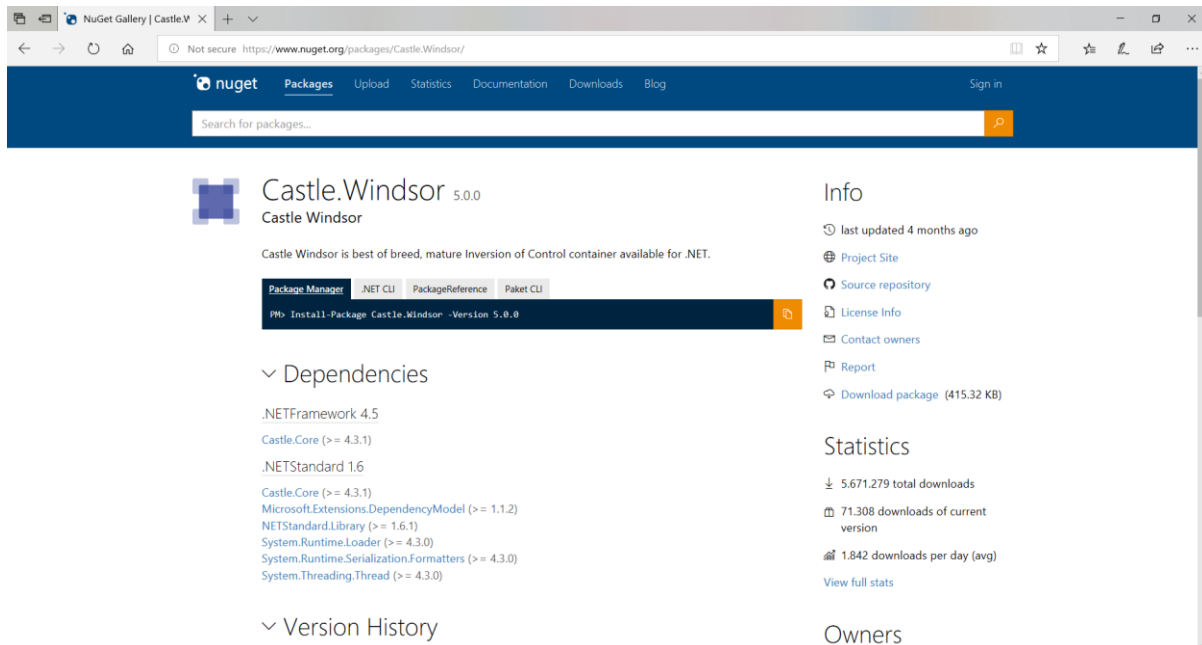 NuGet Gallery | Castle.W
Not secure https://www.nuget.org/packages/Castle.Windsor/
nuget Packages Upload Statistics Documentation Downloads Blog Sign in
Search for packages...
Castle.Windsor 5.0.0
Castle Windsor
Castle Windsor is best of breed, mature Inversion of Control container available for .NET.
Package Manager .NET CLI PackageReference Paket CLI
PM> Install-Package Castle.Windsor -Version 5.0.0
Dependencies
.NETFramework 4.5
Castle.Core (>= 4.3.1)
.NETStandard 1.6
Castle.Core (>= 4.3.1)
Microsoft.Extensions.DependencyModel (>= 1.1.2)
NETStandard.Library (>= 1.6.1)
System.Runtime.Loader (>= 4.3.0)
System.Runtime.Serialization.Formatters (>= 4.3.0)
System.Threading.Thread (>= 4.3.0)
Version History
Info
last updated 4 months ago
Project Site
Source repository
License Info
Contact owners
Report
Download package (415.32 KB)
Statistics
5.671.279 total downloads
71.308 downloads of current
version
1.842 downloads per day (avg)
View full stats
Owners